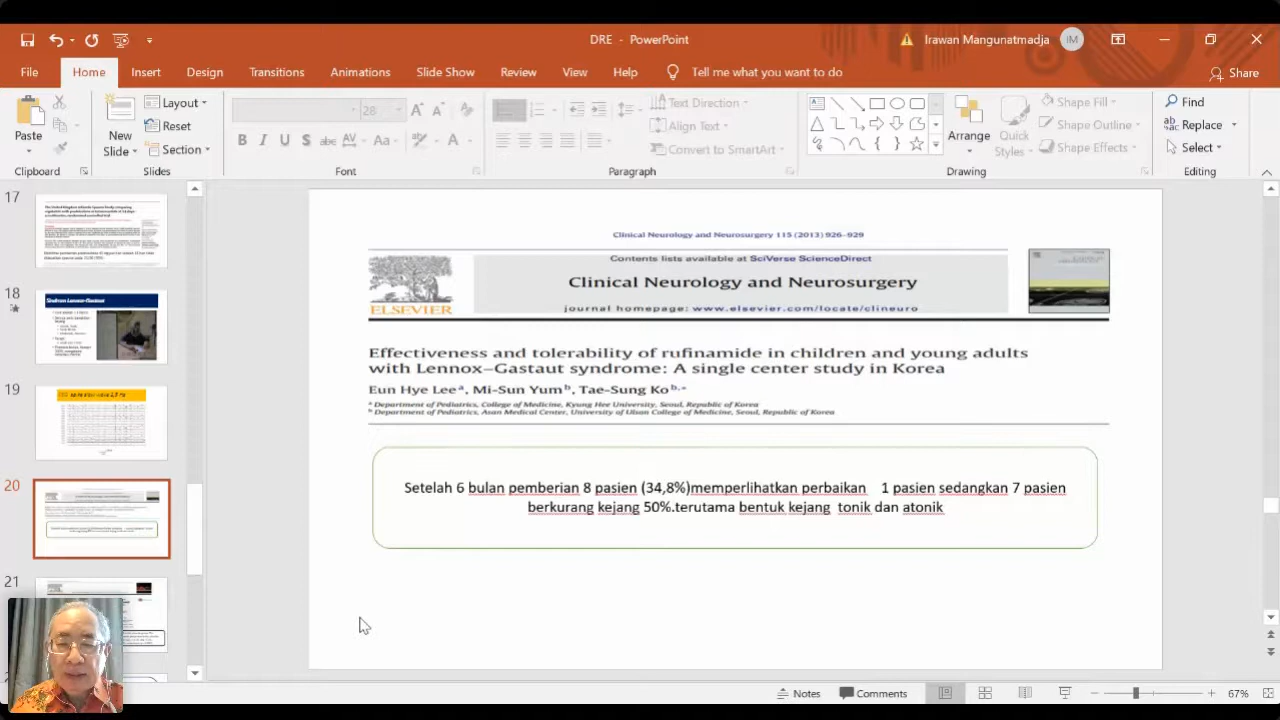 DRE - PowerPoint
Irawan Mangunatmadja
IM
File
Home
Insert
Design
Transitions
Animations
Slide Show
Review
View
Help
Tell me what you want to do
Share
Paste
New
Slide
Layout
Reset
Section
28
Text Direction
Align Text
Convert to SmartArt
Arrange
Quick
Styles
Shape Fill
Shape Outline
Shape Effects
Find
Replace
Select
Clipboard
Slides
Font
Paragraph
Drawing
Editing
17
18
Sindrom Lennox-Gastaut
19
20
21
Clinical Neurology and Neurosurgery 115 (2013) 926–929
Contents lists available at SciVerse ScienceDirect
Clinical Neurology and Neurosurgery
journal homepage: www.elsevier.com/locate/clineuro
ELSEVIER
Effectiveness and tolerability of rufinamide in children and young adults
with Lennox–Gastaut syndrome: A single center study in Korea
Eun Hye Lee a, Mi-Sun Yum b, Tae-Sung Ko b,*
a Department of Pediatrics, College of Medicine, Kyung Hee University, Seoul, Republic of Korea
b Department of Pediatrics, Asan Medical Center, University of Ulsan College of Medicine, Seoul, Republic of Korea
Setelah 6 bulan pemberian 8 pasien (34,8%)memperlihatkan perbaikan 1 pasien sedangkan 7 pasien
berkurang kejang 50%.terutama bentuk kejang tonik dan atonik
Notes
Comments
67%